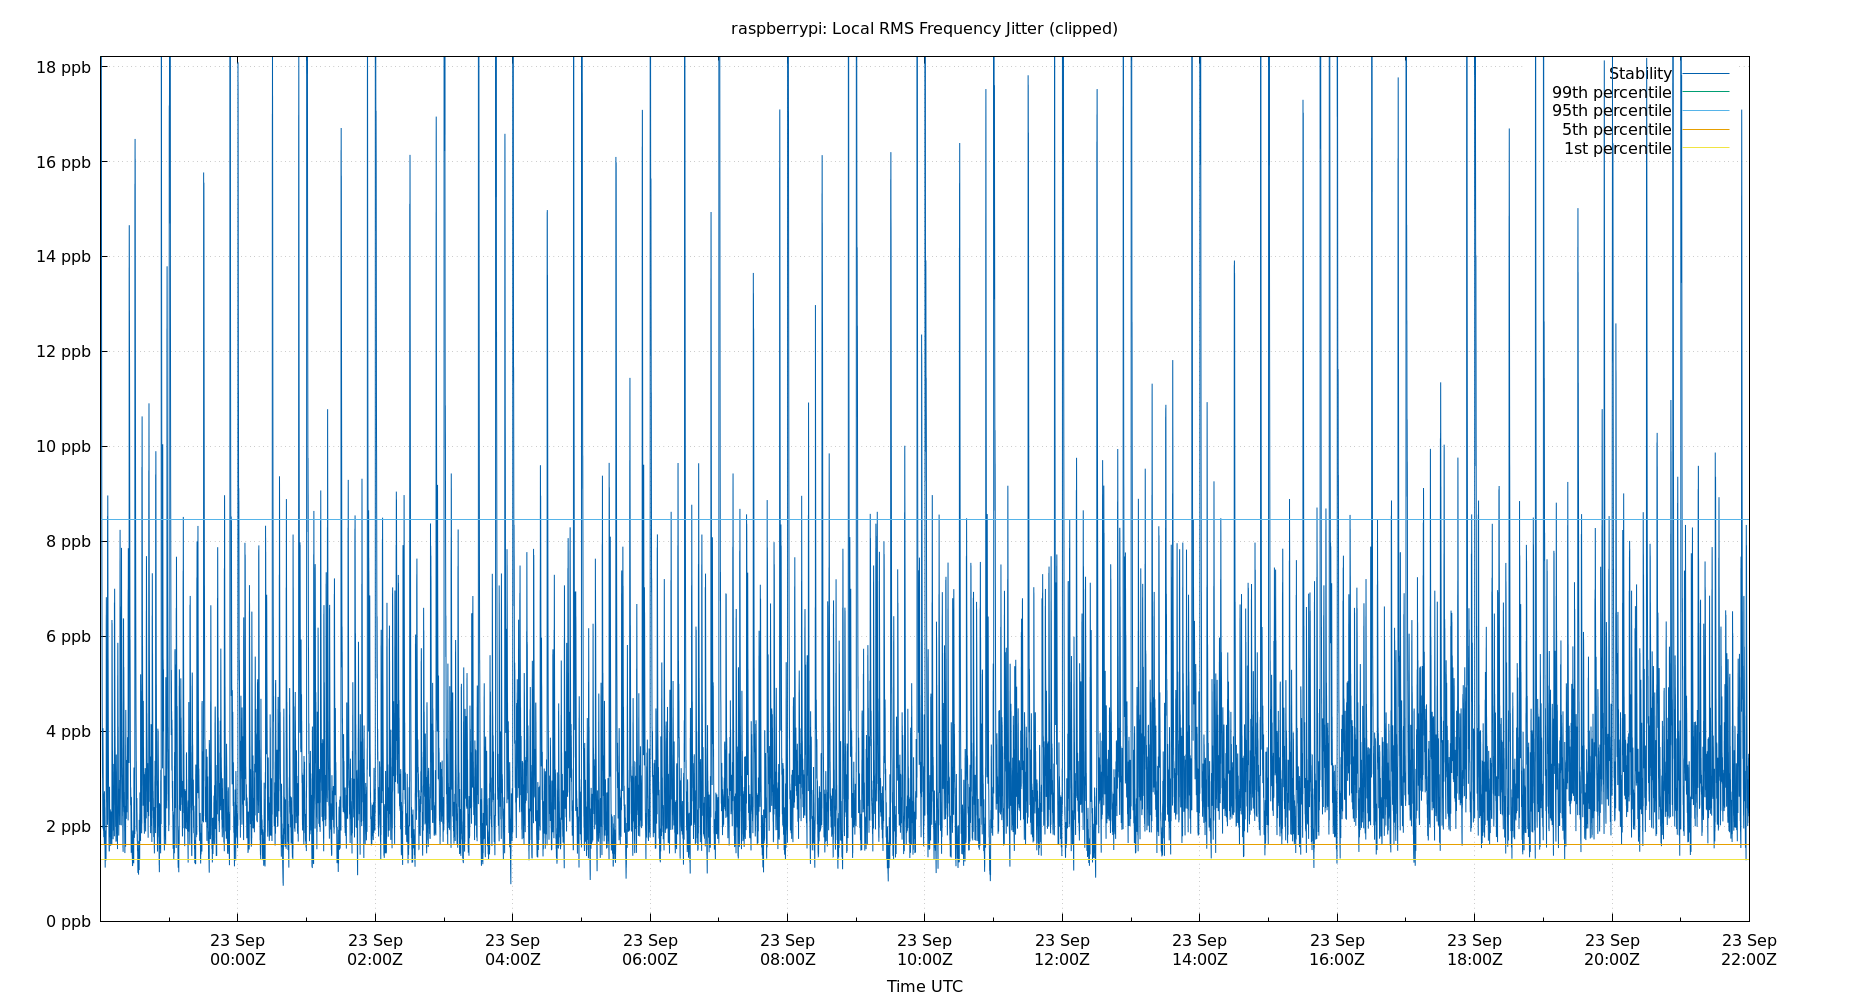 raspberrypi: Local RMS Frequency Jitter (clipped)
18 ppb
16 ppb
14 ppb
12 ppb
10 ppb
8 ppb
6 ppb
4 ppb
2 ppb
0 ppb
Stability
99th percentile
95th percentile
5th percentile
1st percentile
23 Sep 23 Sep 23 Sep 23 Sep 23 Sep 23 Sep 23 Sep 23 Sep 23 Sep 23 Sep 23 Sep 23 Sep
00:00Z 02:00Z 04:00Z 06:00Z 08:00Z 10:00Z 12:00Z 14:00Z 16:00Z 18:00Z 20:00Z 22:00Z
Time UTC